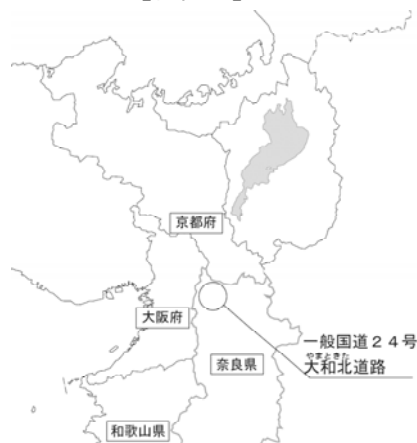 京都府
大阪府
一般国道２４号
やまときた
大和北道路
奈良県
和歌山県